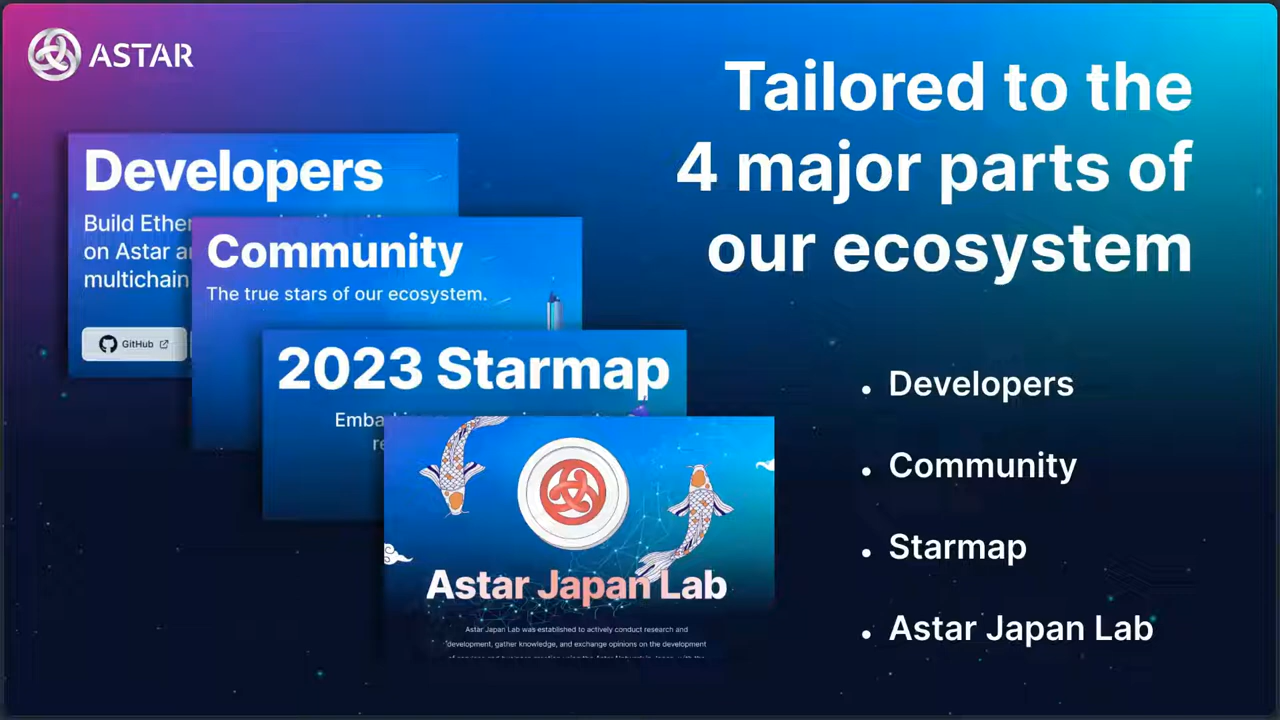 ASTAR
Tailored to the
4 major parts of
our ecosystem
Developers
Build Ether
on Astar
multichain
GitHub
Community
The true stars of our ecosystem.
2023 Starmap
Emba
re
Astar Japan Lab
Astar Japan Lab was established to actively conduct research and
development, gather knowledge, and exchange opinions on the development
• Developers
• Community
• Starmap
• Astar Japan Lab